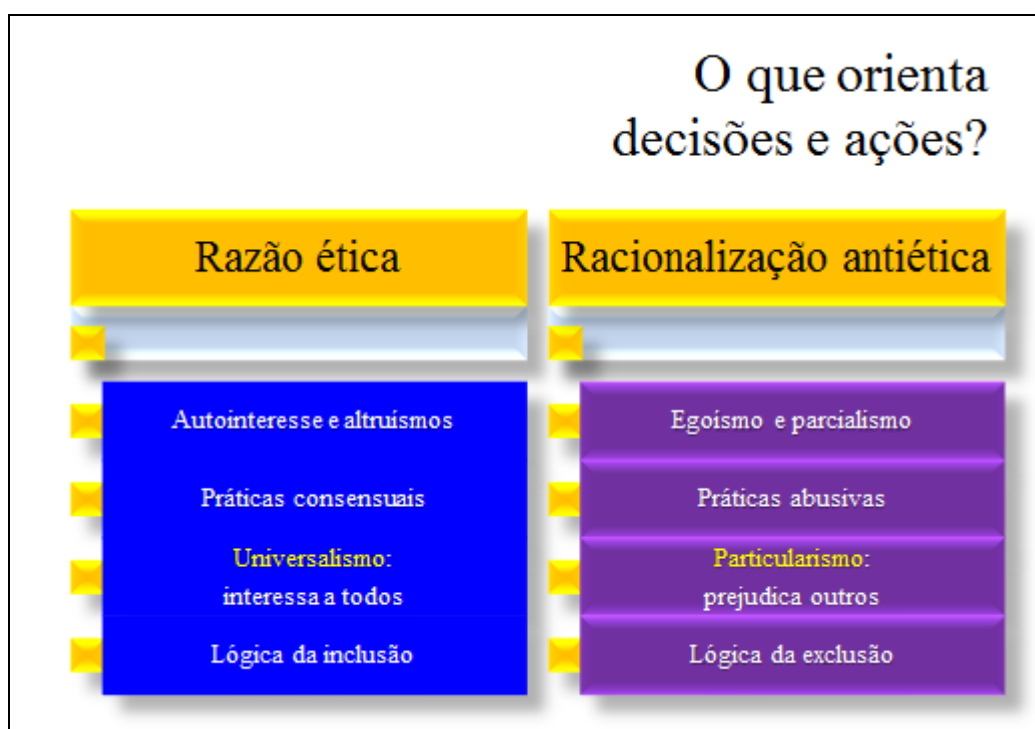 O que orienta
decisões e ações?
Razão ética
Autointeresse e altruísmos
Práticas consensuais
Universalismo:
interessa a todos
Lógica da inclusão
Racionalização antiética
Egoísmo e parcialismo
Práticas abusivas
Particularismo:
prejudica outros
Lógica da exclusão